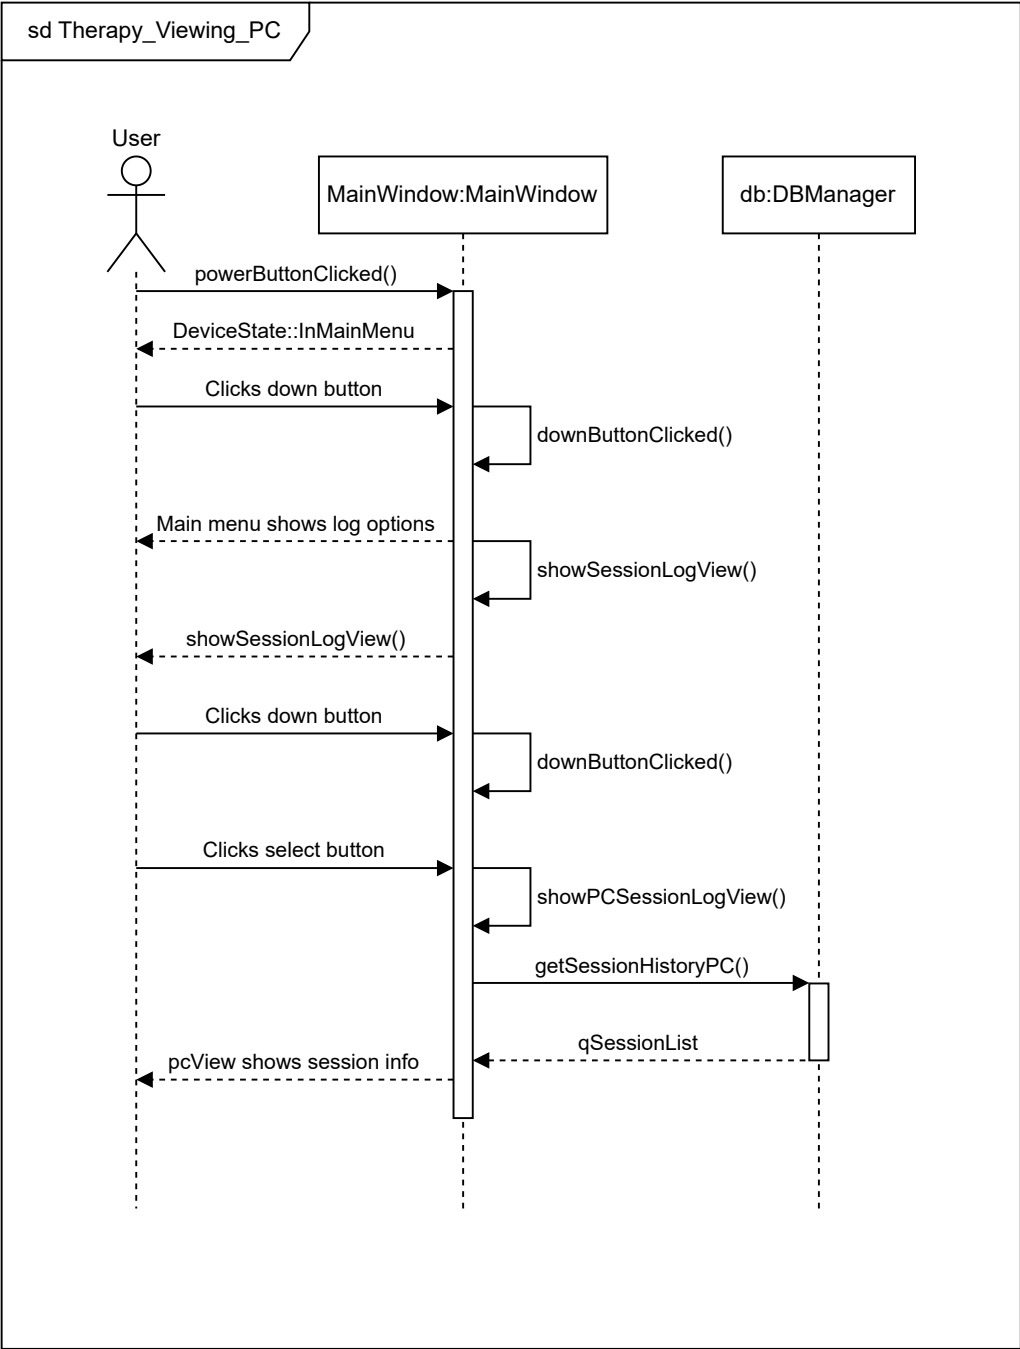 sd Therapy_Viewing_PC
User
MainWindow:MainWindow
db:DBManager
powerButtonClicked()
DeviceState::InMainMenu
Clicks down button
downButtonClicked()
Main menu shows log options
showSessionLogView()
showSessionLogView()
Clicks down button
downButtonClicked()
Clicks select button
showPCSessionLogView()
getSessionHistoryPC()
qSessionList
pcView shows session info